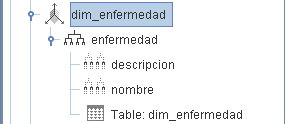 dim_enfermedad
enfermedad
descripcion
nombre
Table: dim_enfermedad